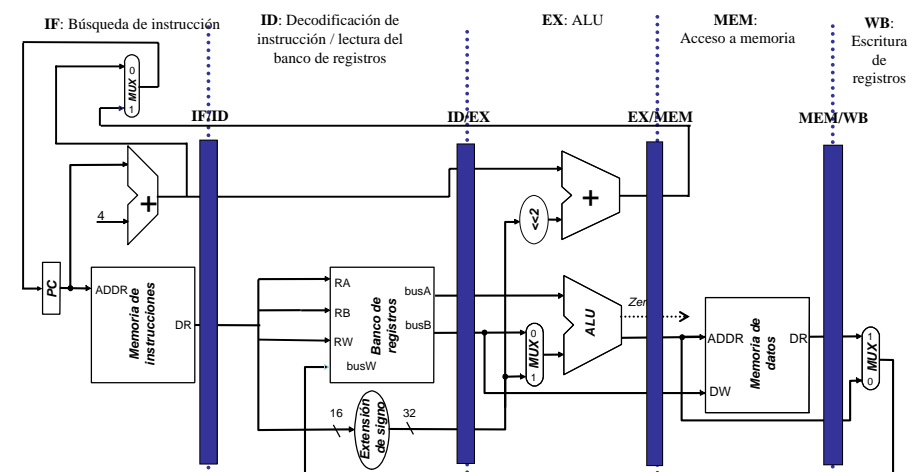 IF: Búsqueda de instrucción
ID: Decodificación de
instrucción / lectura del
banco de registros
EX: ALU
MEM:
Acceso a memoria
WB:
Escritura
de
registros
0
MUX
1
IF/ID
ID/EX
EX/MEM
MEM/WB
+
4
<<2
+
PC
ADDR
Memoria de
instrucciones
DR
RA
RB
RW
busW
Banco de
registros
busA
busB
0
MUX
1
ALU
Zer
ADDR
DW
Memoria de
datos
DR
1
MUX
0
16
Extensión
de signo
32